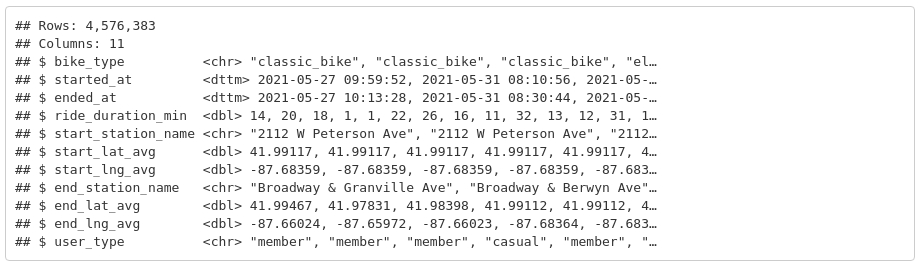 ## Rows: 4,576,383
## Columns: 11
## $ bike_type          <chr> "classic_bike", "classic_bike", "classic_bike", "el…
## $ started_at         <dttm> 2021-05-27 09:59:52, 2021-05-31 08:10:56, 2021-05-…
## $ ended_at           <dttm> 2021-05-27 10:13:28, 2021-05-31 08:30:44, 2021-05-…
## $ ride_duration_min  <dbl> 14, 20, 18, 1, 1, 22, 26, 16, 11, 32, 13, 12, 31, 1…
## $ start_station_name <chr> "2112 W Peterson Ave", "2112 W Peterson Ave", "2112…
## $ start_lat_avg      <dbl> 41.99117, 41.99117, 41.99117, 41.99117, 41.99117, 4…
## $ start_lng_avg      <dbl> -87.68359, -87.68359, -87.68359, -87.68359, -87.683…
## $ end_station_name   <chr> "Broadway & Granville Ave", "Broadway & Berwyn Ave"…
## $ end_lat_avg        <dbl> 41.99467, 41.97831, 41.98398, 41.99112, 41.99112, 4…
## $ end_lng_avg        <dbl> -87.66024, -87.65972, -87.66023, -87.68364, -87.683…
## $ user_type          <chr> "member", "member", "member", "casual", "member", "…